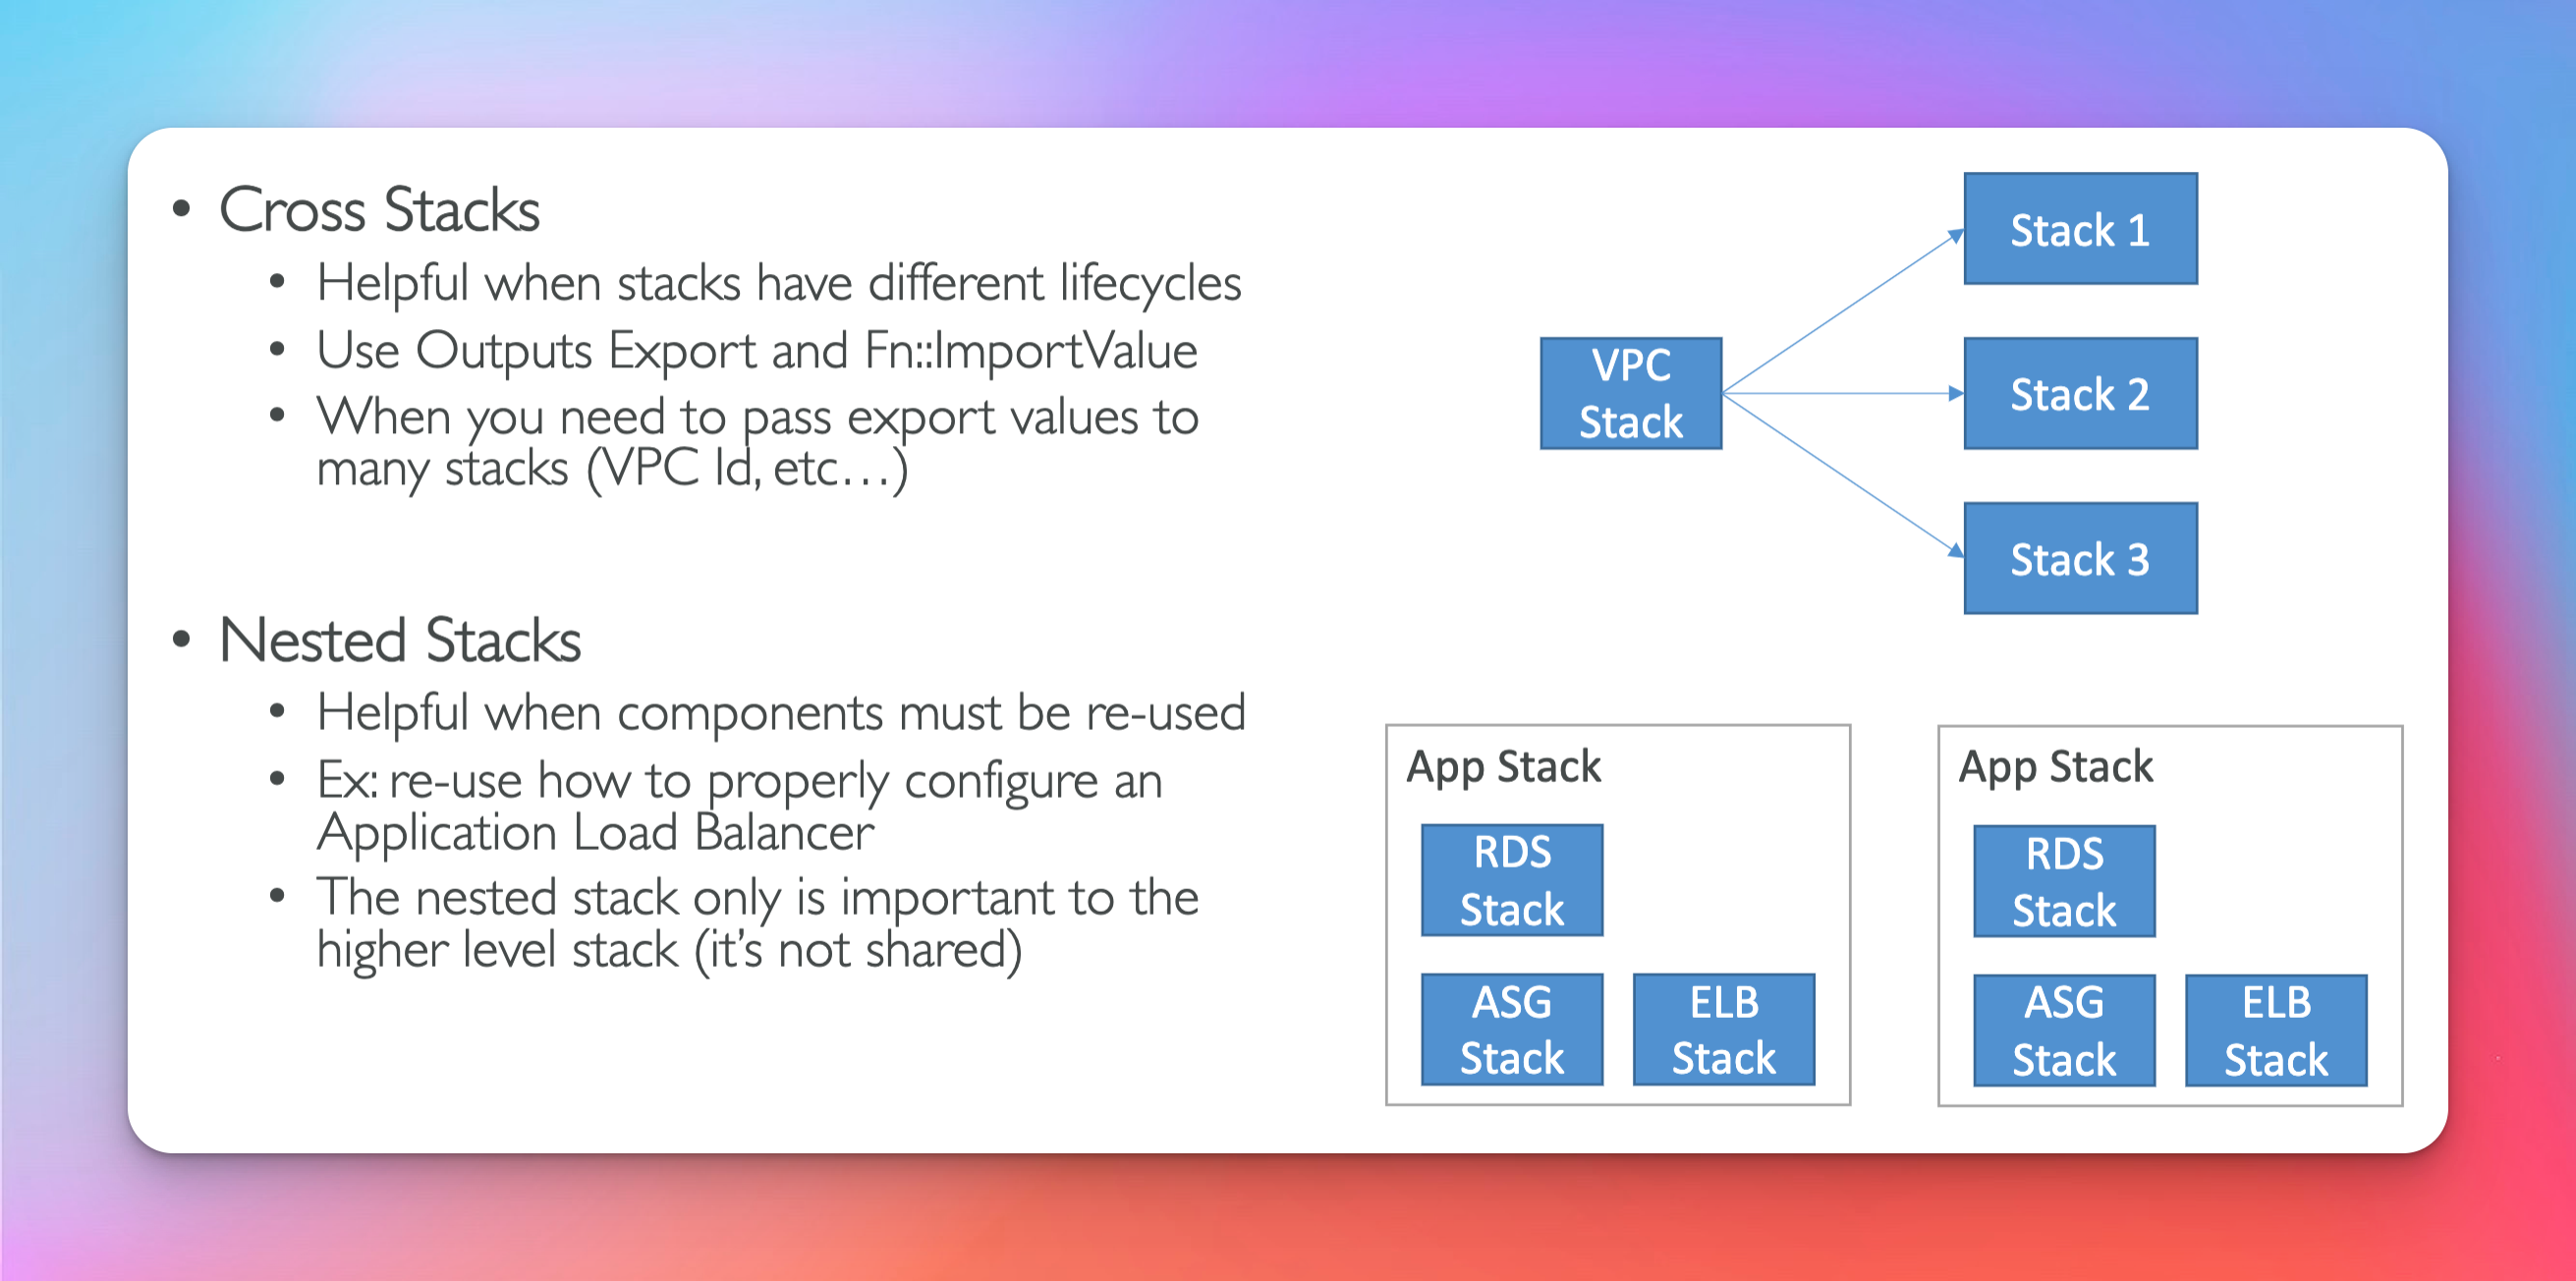 • Cross Stacks
• Helpful when stacks have different lifecycles
• Use Outputs Export and Fn::ImportValue
• When you need to pass export values to
many stacks (VPC Id, etc…)
• Nested Stacks
• Helpful when components must be re-used
• Ex: re-use how to properly configure an
Application Load Balancer
• The nested stack only is important to the
higher level stack (it’s not shared)
VPC
Stack
Stack 1
Stack 2
Stack 3
App Stack
RDS
Stack
ASG
Stack
ELB
Stack
App Stack
RDS
Stack
ASG
Stack
ELB
Stack